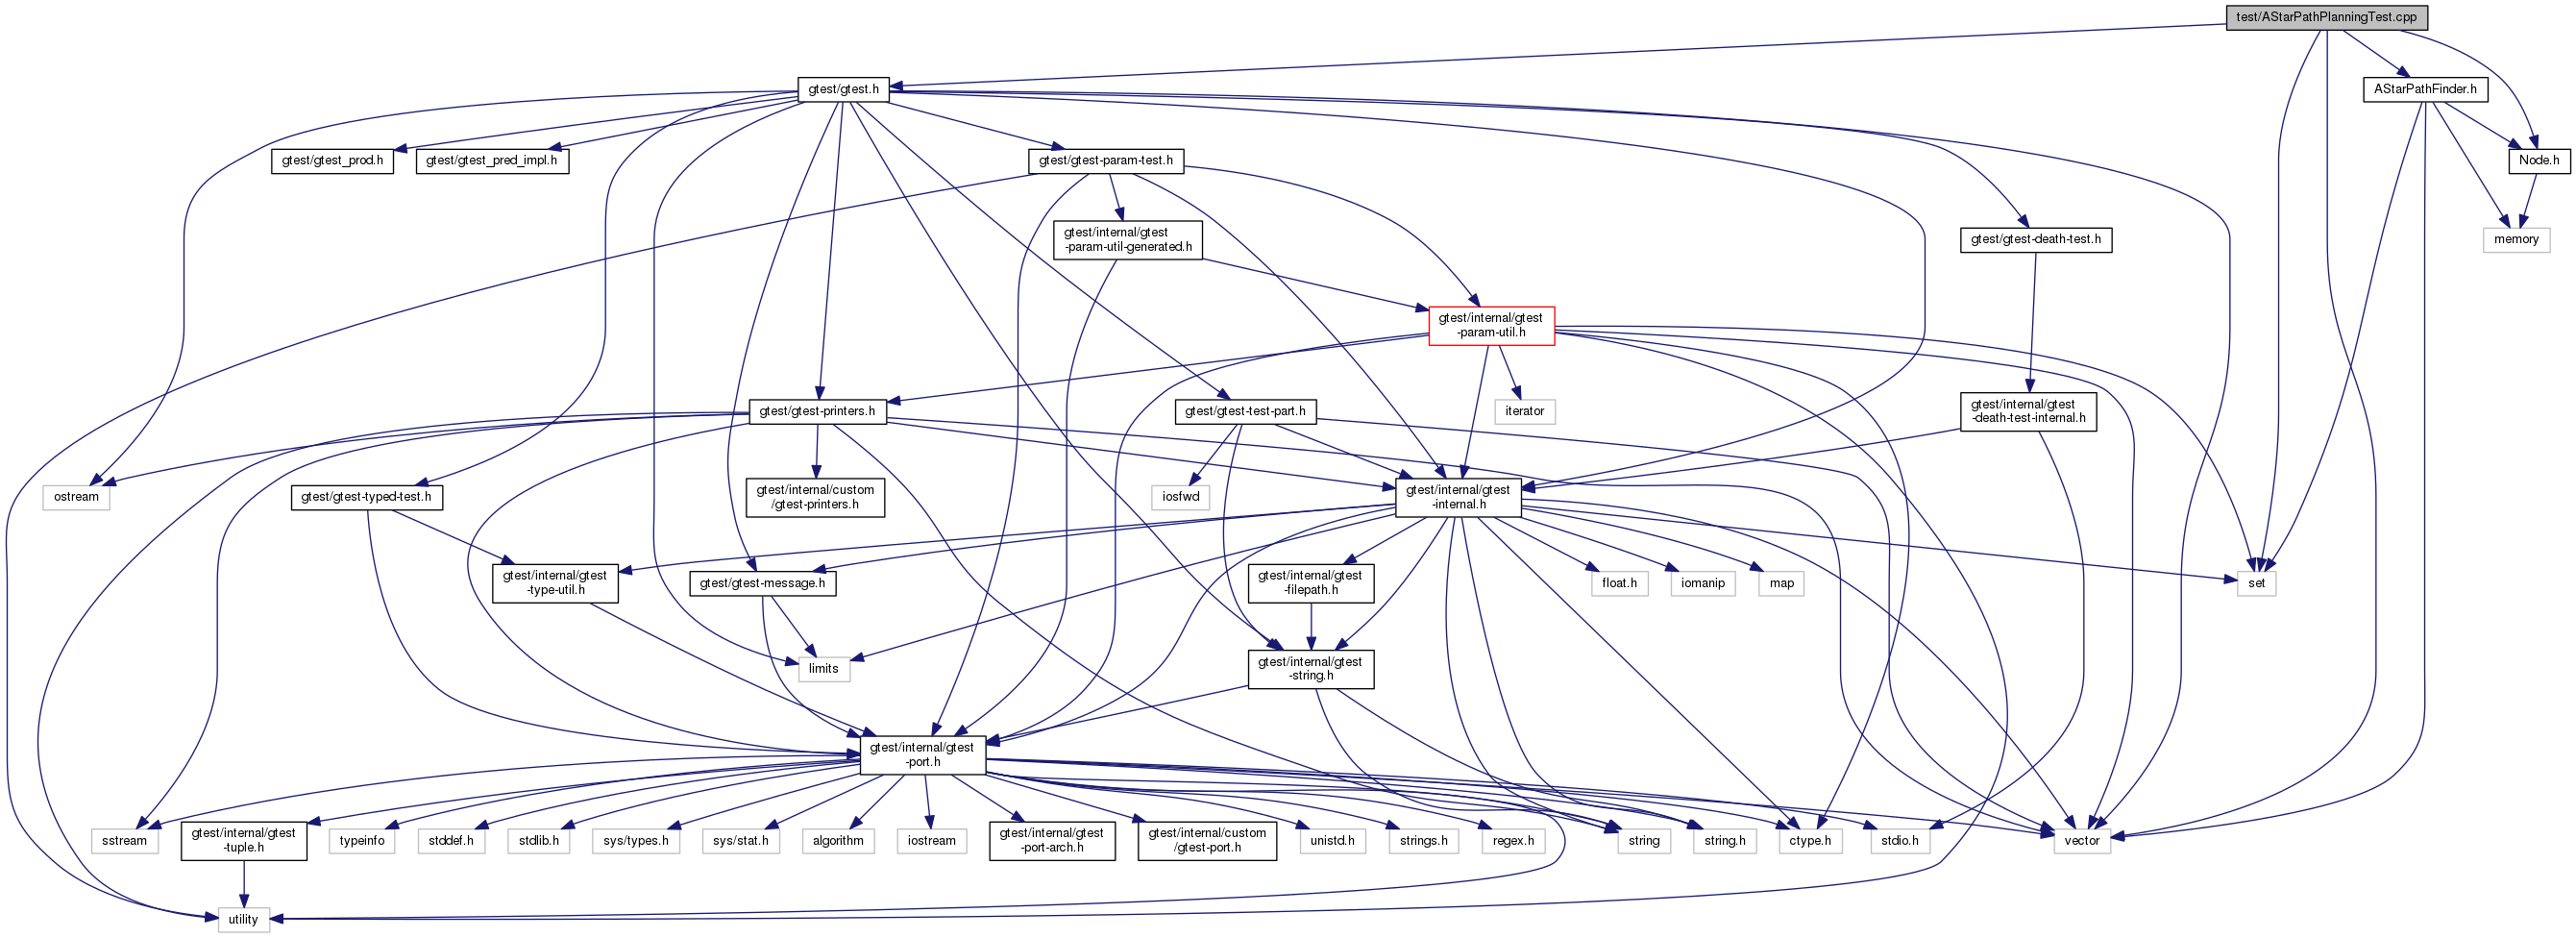 test/AStarPathPlanningTest.cpp
gtest/gtest.h
AStarPathFinder.h
gtest/gtest_prod.h
gtest/gtest_pred_impl.h
gtest/gtest-param-test.h
Node.h
gtest/internal/gtest
-param-util-generated.h
gtest/gtest-death-test.h
memory
gtest/internal/gtest
-param-util.h
gtest/gtest-printers.h
gtest/gtest-test-part.h
iterator
gtest/internal/gtest
-death-test-internal.h
ostream
gtest/gtest-typed-test.h
gtest/internal/custom
/gtest-printers.h
iosfwd
gtest/internal/gtest
-internal.h
gtest/internal/gtest
-type-util.h
gtest/gtest-message.h
gtest/internal/gtest
-filepath.h
float.h
iomanip
map
set
limits
gtest/internal/gtest
-string.h
gtest/internal/gtest
-port.h
sstream
gtest/internal/gtest
-tuple.h
typeinfo
stddef.h
stdlib.h
sys/types.h
sys/stat.h
algorithm
iostream
gtest/internal/gtest
-port-arch.h
gtest/internal/custom
/gtest-port.h
unistd.h
strings.h
regex.h
string
string.h
ctype.h
stdio.h
vector
utility